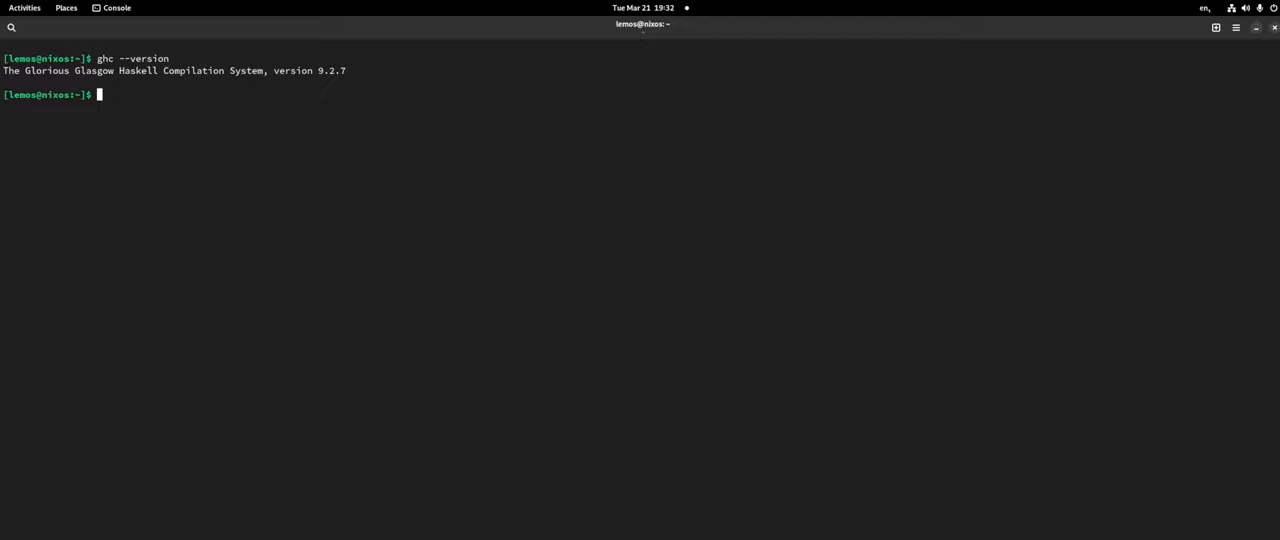 Activities Places Console Tue Mar 21 19:32 en,
lemos@nixos: ~
[lemos@nixos:~]$ ghc --version
The Glorious Glasgow Haskell Compilation System, version 9.2.7
[lemos@nixos:~]$